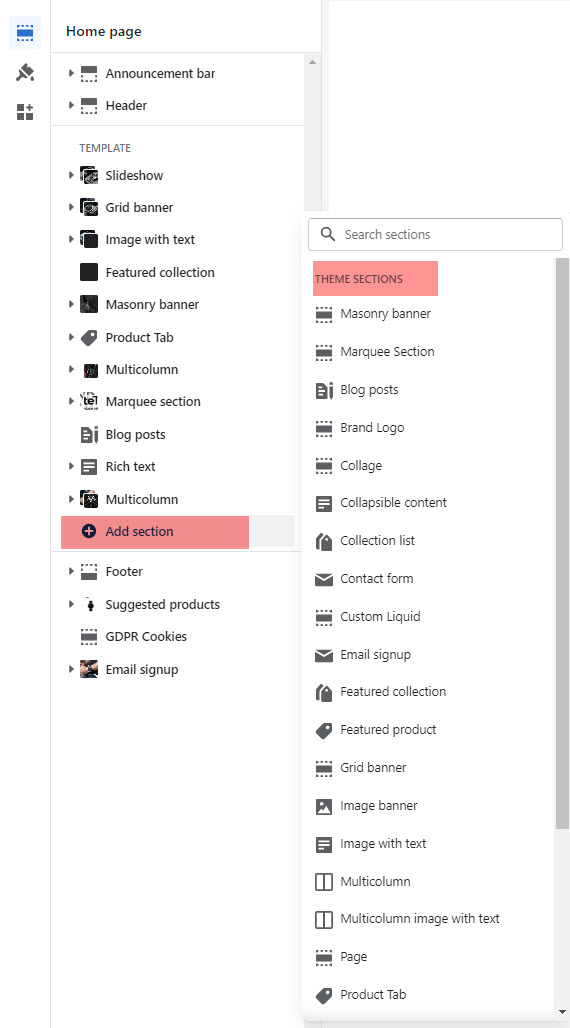 Home page
Announcement bar
Header
TEMPLATE
Slideshow
Grid banner
Image with text
Featured collection
Masonry banner
Product Tab
Multicolumn
Marquee section
Blog posts
Rich text
Multicolumn
Add section
Footer
Suggested products
GDPR Cookies
Email signup
Search sections
THEME SECTIONS
Masonry banner
Marquee Section
Blog posts
Brand Logo
Collage
Collapsible content
Collection list
Contact form
Custom Liquid
Email signup
Featured collection
Featured product
Grid banner
Image banner
Image with text
Multicolumn
Multicolumn image with text
Page
Product Tab